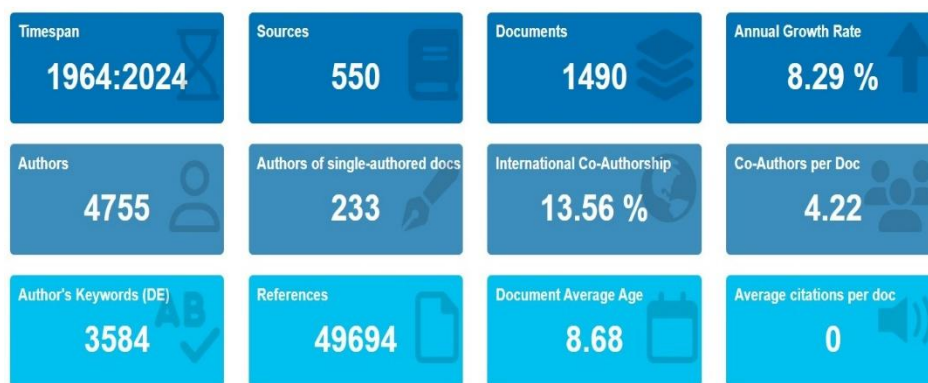 Timespan
1964:2024
Sources
550
Documents
1490
Annual Growth Rate
8.29 %
Authors
4755
Authors of single-authored docs
233
International Co-Authorship
13.56 %
Co-Authors per Doc
4.22
Author's Keywords (DE)
AB
3584
References
49694
Document Average Age
8.68
Average citations per doc
0